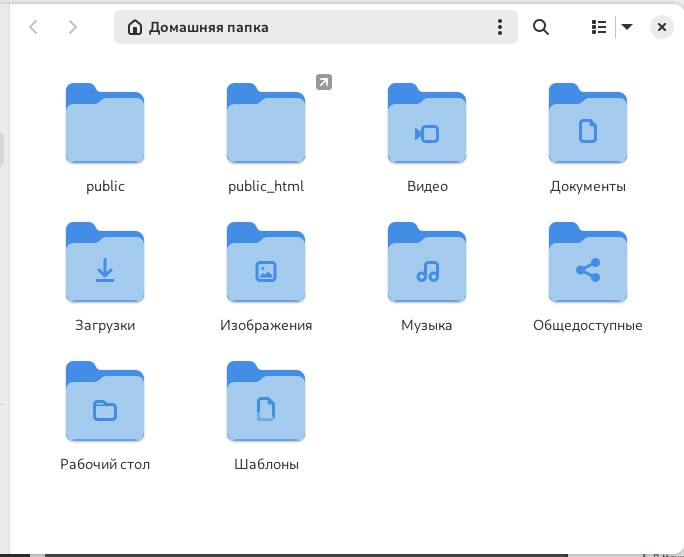 Домашняя папка
public
public_html
Видео
Документы
Загрузки
Изображения
Музыка
Общедоступные
Рабочий стол
Шаблоны